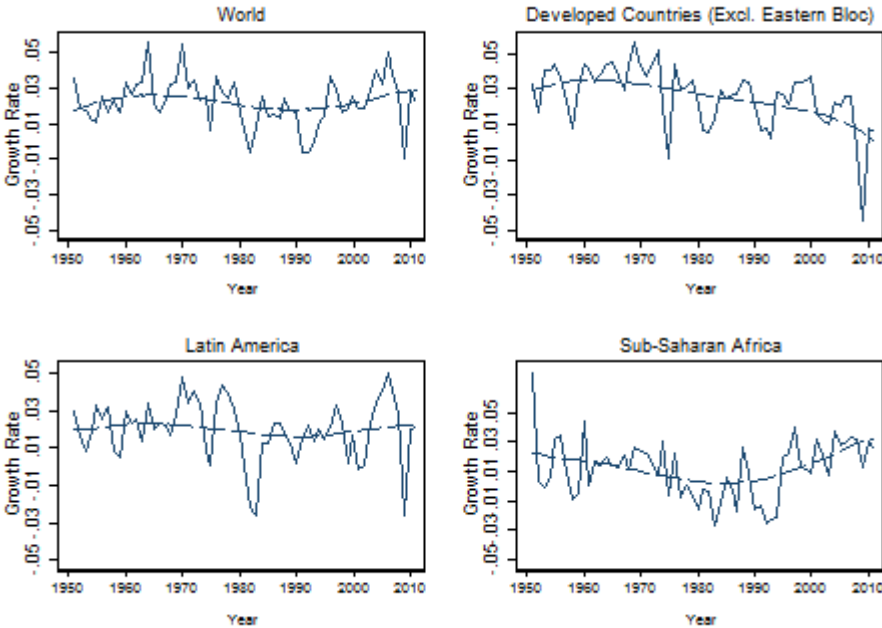 World
Growth Rate
-.05 -.03 -.01 .01 .03 .05
1950 1960 1970 1980 1990 2000 2010
Year
Developed Countries (Excl. Eastern Bloc)
Growth Rate
-.05 -.03 -.01 .01 .03 .05
1950 1960 1970 1980 1990 2000 2010
Year
Latin America
Growth Rate
-.05 -.03 -.01 .01 .03 .05
1950 1960 1970 1980 1990 2000 2010
Year
Sub-Saharan Africa
Growth Rate
-.05 -.03 -.01 .01 .03 .05
1950 1960 1970 1980 1990 2000 2010
Year